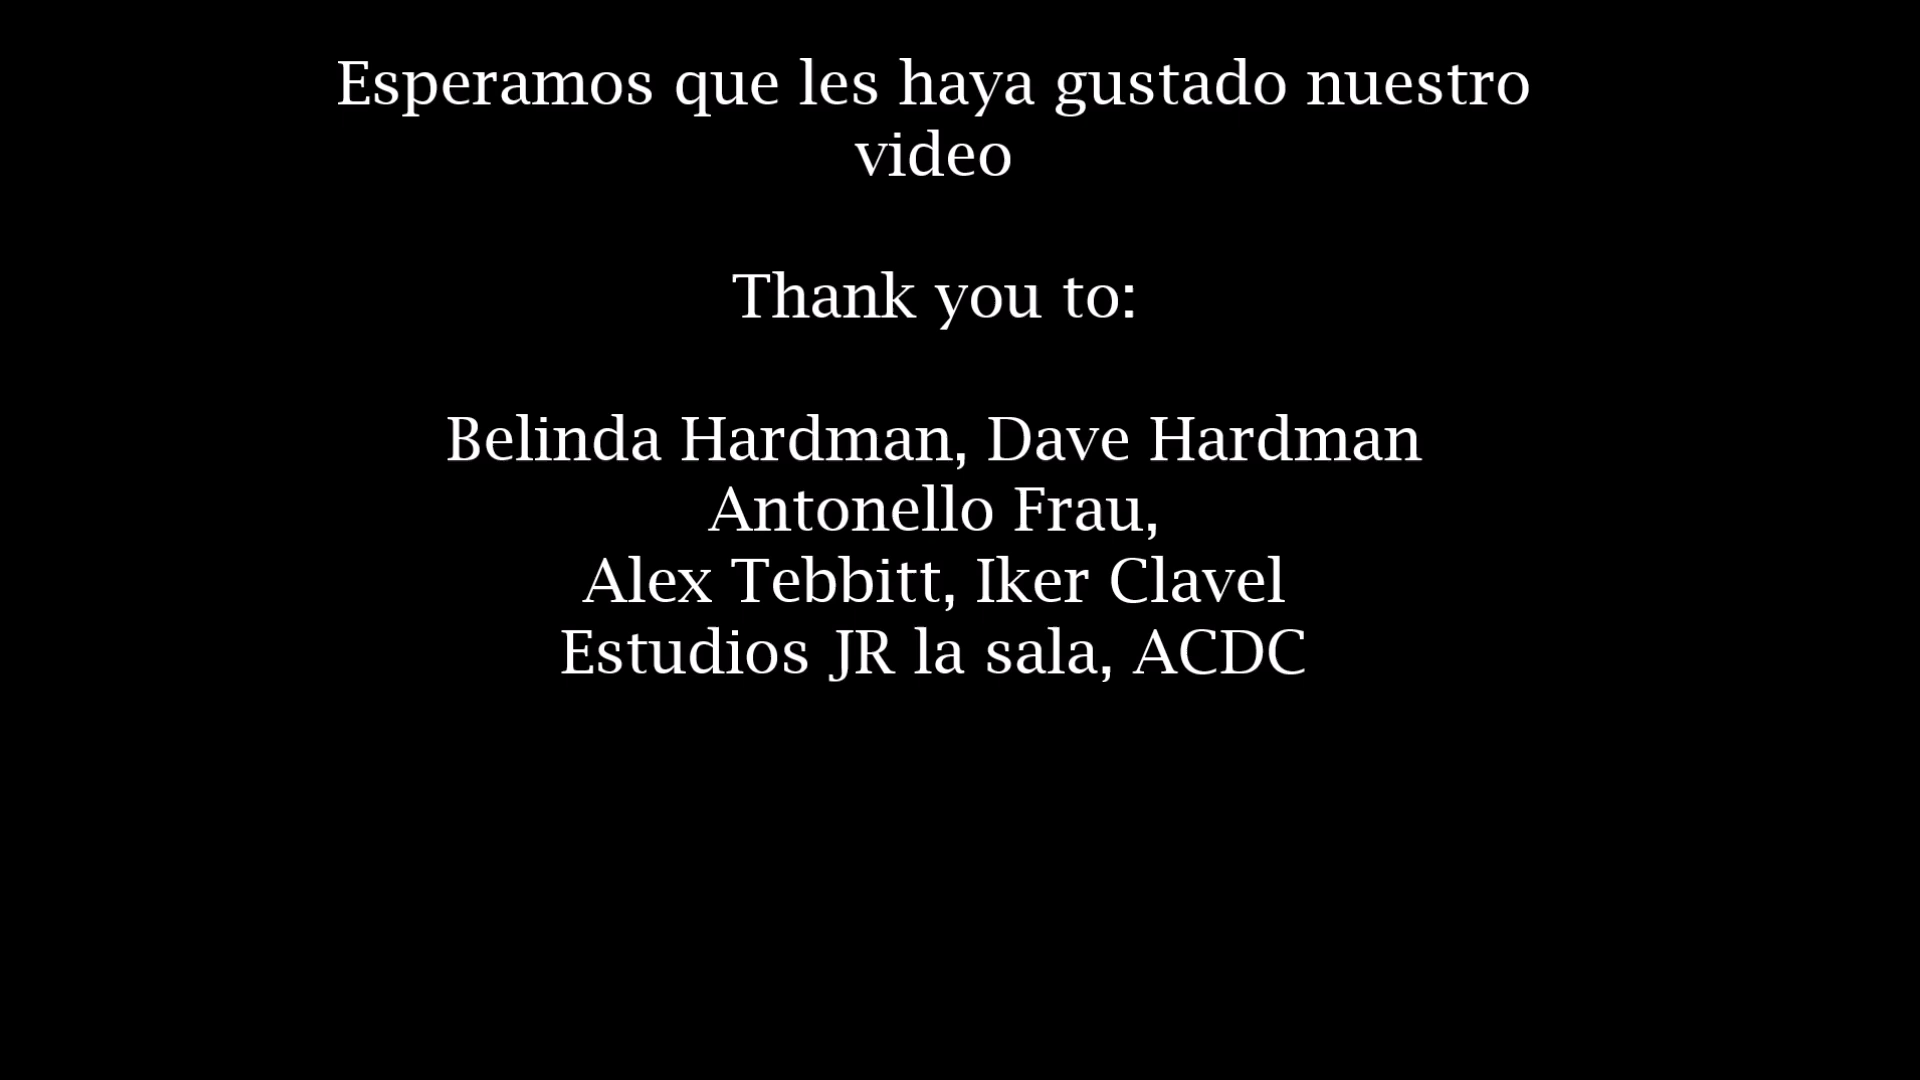 Esperamos que les haya gustado nuestro
video
Thank you to:
Belinda Hardman, Dave Hardman
Antonello Frau,
Alex Tebbitt, Iker Clavel
Estudios JR la sala, ACDC